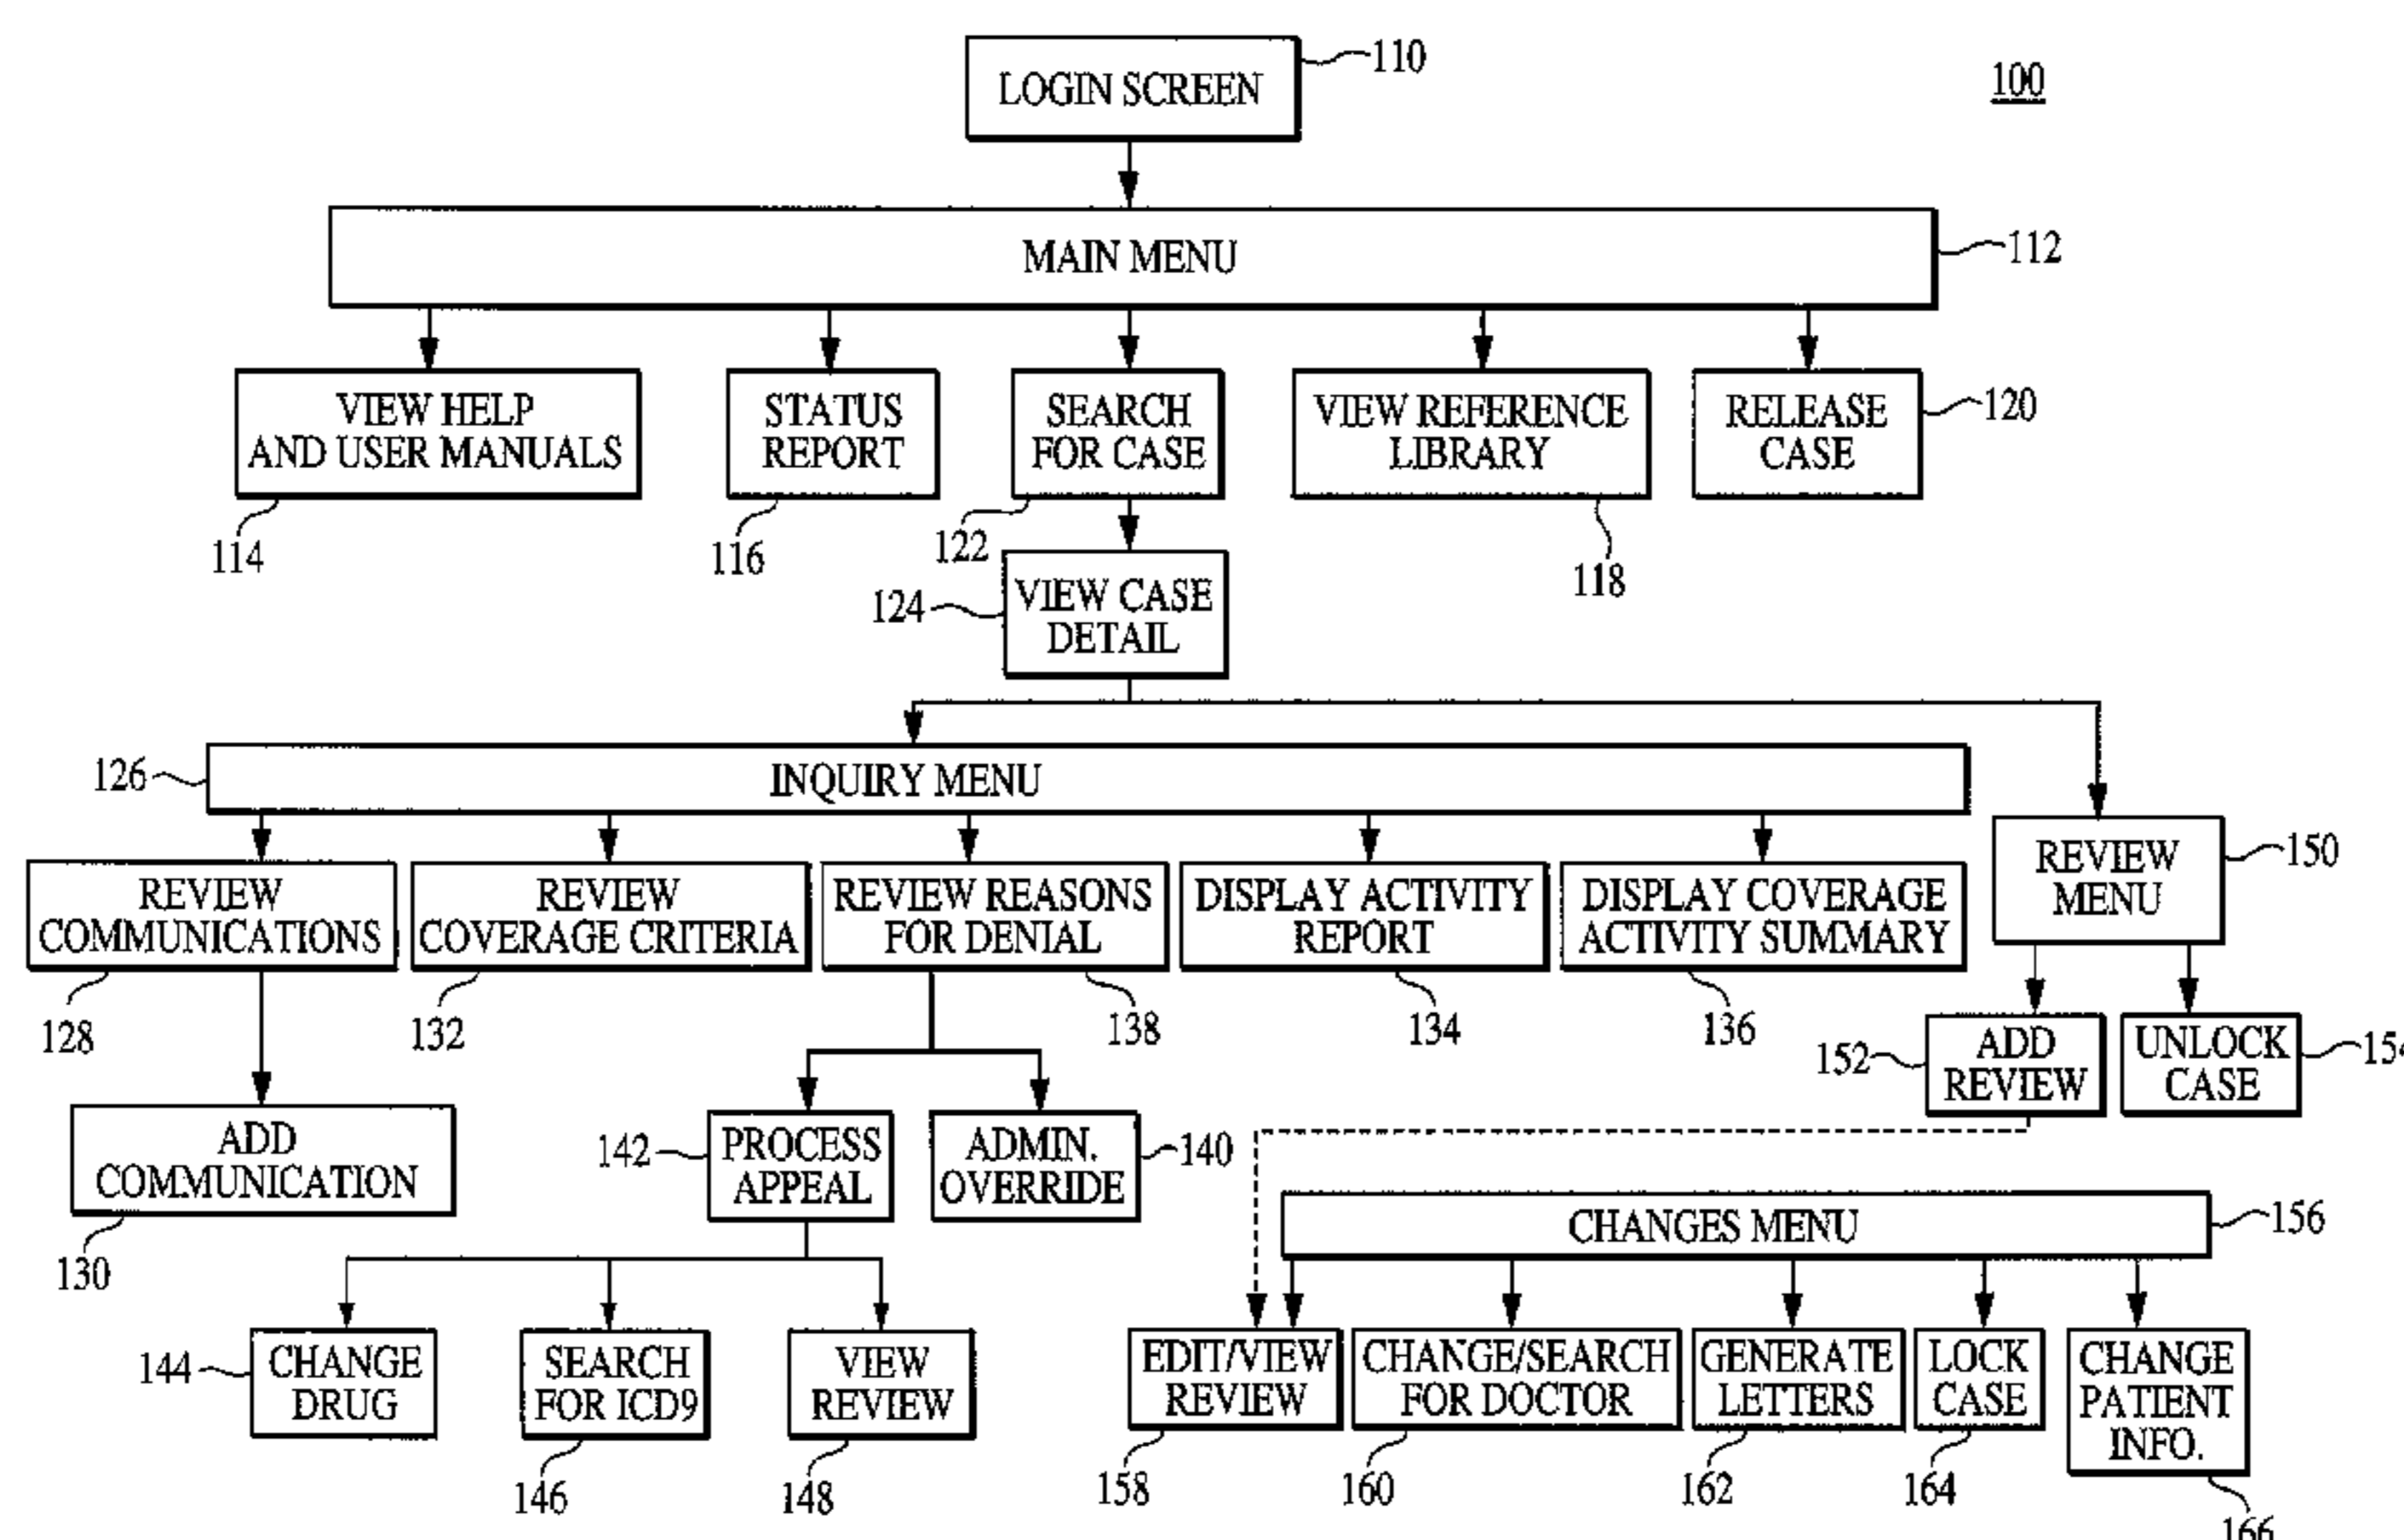 110
LOGIN SCREEN
100
MAIN MENU
112
VIEW HELP
AND USER MANUALS
114
STATUS
REPORT
116
SEARCH
FOR CASE
122
VIEW REFERENCE
LIBRARY
118
RELEASE
CASE
120
124
VIEW CASE
DETAIL
126
INQUIRY MENU
REVIEW
COMMUNICATIONS
128
REVIEW
COVERAGE CRITERIA
132
REVIEW REASONS
FOR DENIAL
138
DISPLAY ACTIVITY
REPORT
134
DISPLAY COVERAGE
ACTIVITY SUMMARY
136
REVIEW
MENU
150
152
ADD
REVIEW
UNLOCK
CASE
154
ADD
COMMUNICATION
130
142
PROCESS
APPEAL
ADMIN.
OVERRIDE
140
CHANGES MENU
156
144
CHANGE
DRUG
SEARCH
FOR ICD9
146
VIEW
REVIEW
148
EDIT/VIEW
REVIEW
158
CHANGE/SEARCH
FOR DOCTOR
160
GENERATE
LETTERS
162
LOCK
CASE
164
CHANGE
PATIENT
INFO.
166